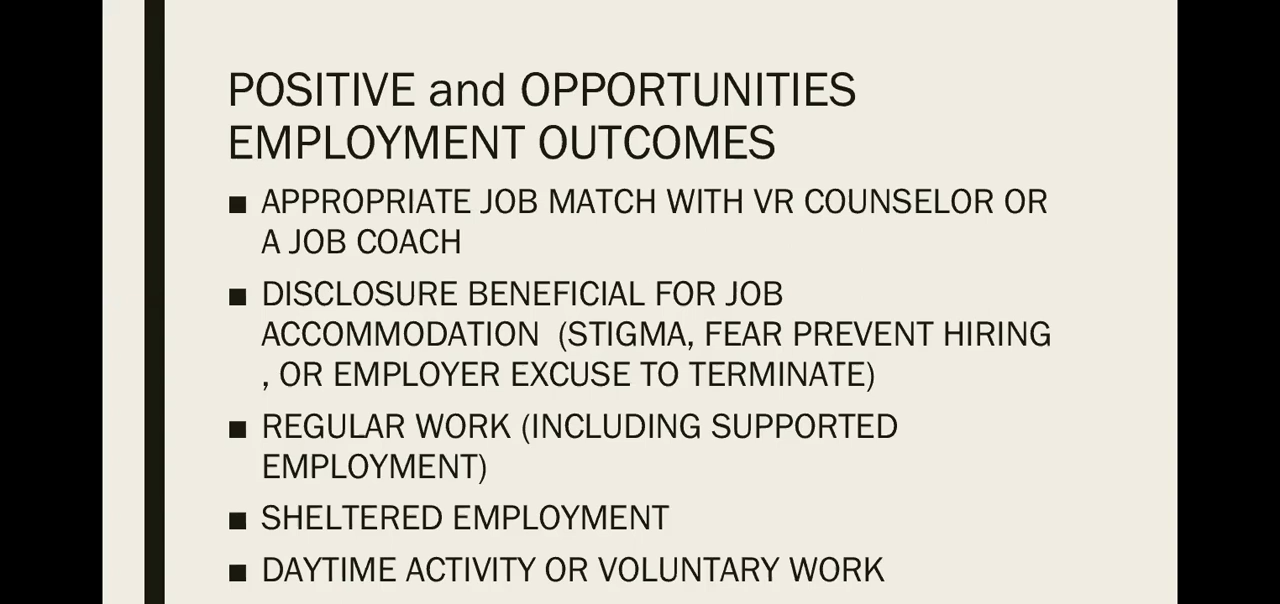 POSITIVE and OPPORTUNITIES
EMPLOYMENT OUTCOMES
■ APPROPRIATE JOB MATCH WITH VR COUNSELOR OR
A JOB COACH
■ DISCLOSURE BENEFICIAL FOR JOB
ACCOMMODATION  (STIGMA, FEAR PREVENT HIRING
, OR EMPLOYER EXCUSE TO TERMINATE)
■ REGULAR WORK (INCLUDING SUPPORTED
EMPLOYMENT)
■ SHELTERED EMPLOYMENT
■ DAYTIME ACTIVITY OR VOLUNTARY WORK